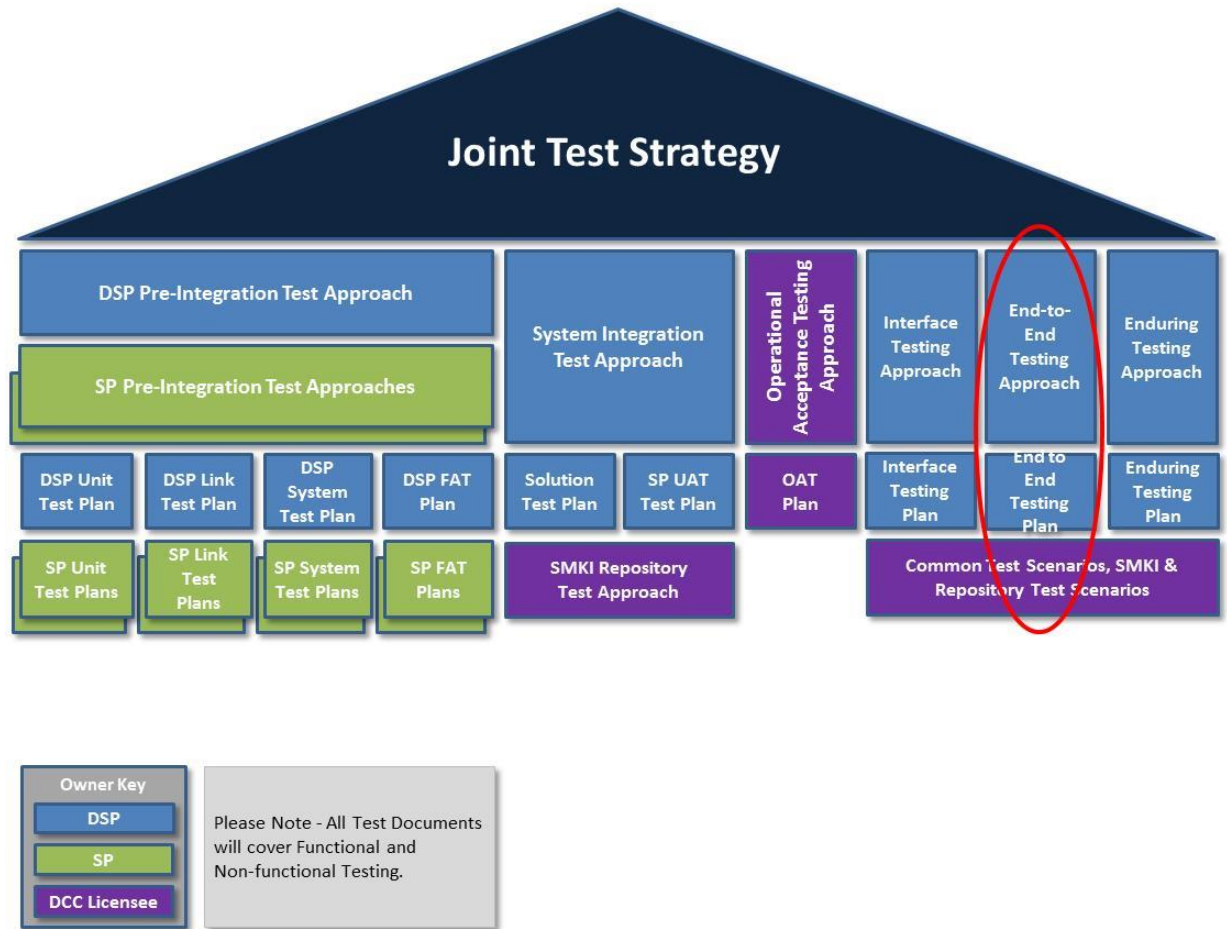 Joint Test Strategy
DSP Pre-Integration Test Approach
SP Pre-Integration Test Approaches
System Integration
Test Approach
Operational
Acceptance Testing
Approach
Interface
Testing
Approach
End-to-
End
Testing
Approach
Enduring
Testing
Approach
DSP Unit
Test Plan
DSP Link
Test Plan
DSP
System
Test Plan
DSP FAT
Plan
Solution
Test Plan
SP UAT
Test Plan
OAT
Plan
Interface
Testing
Plan
End to
End
Testing
Plan
Enduring
Testing
Plan
SP Unit
Test Plans
SP Link
Test
Plans
SP System
Test Plans
SP FAT
Plans
SMKI Repository
Test Approach
Common Test Scenarios, SMKI &
Repository Test Scenarios
Owner Key
DSP
SP
DCC Licensee
Please Note - All Test Documents
will cover Functional and
Non-functional Testing.